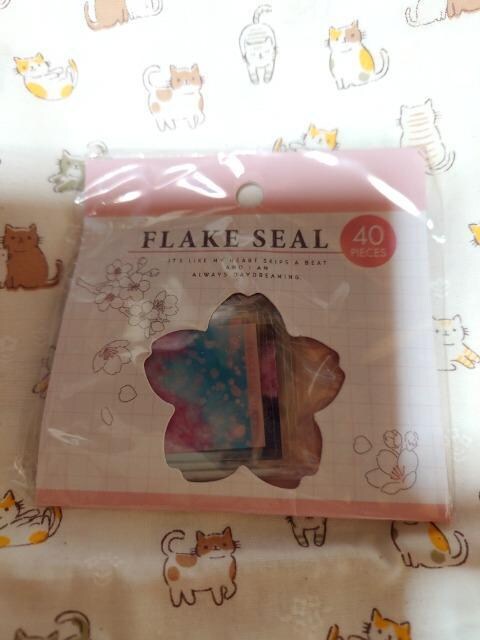 FLAKE SEAL
40
PIECES
IT'S LIKE MY HEART SKIPS A BEAT
AND I AM
ALWAYS DAYDREAMING.